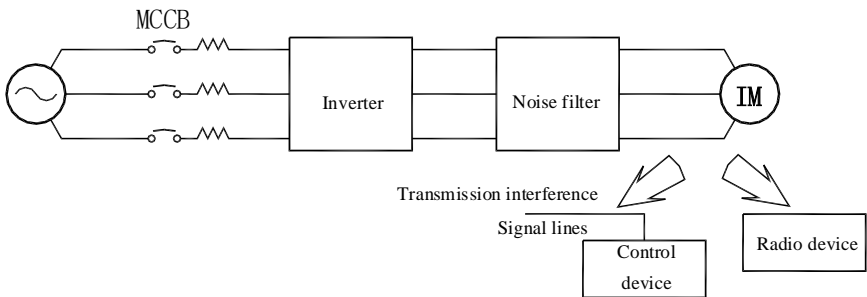 MCCB
Inverter
Noise filter
IM
Transmission interference
Signal lines
Control
device
Radio device